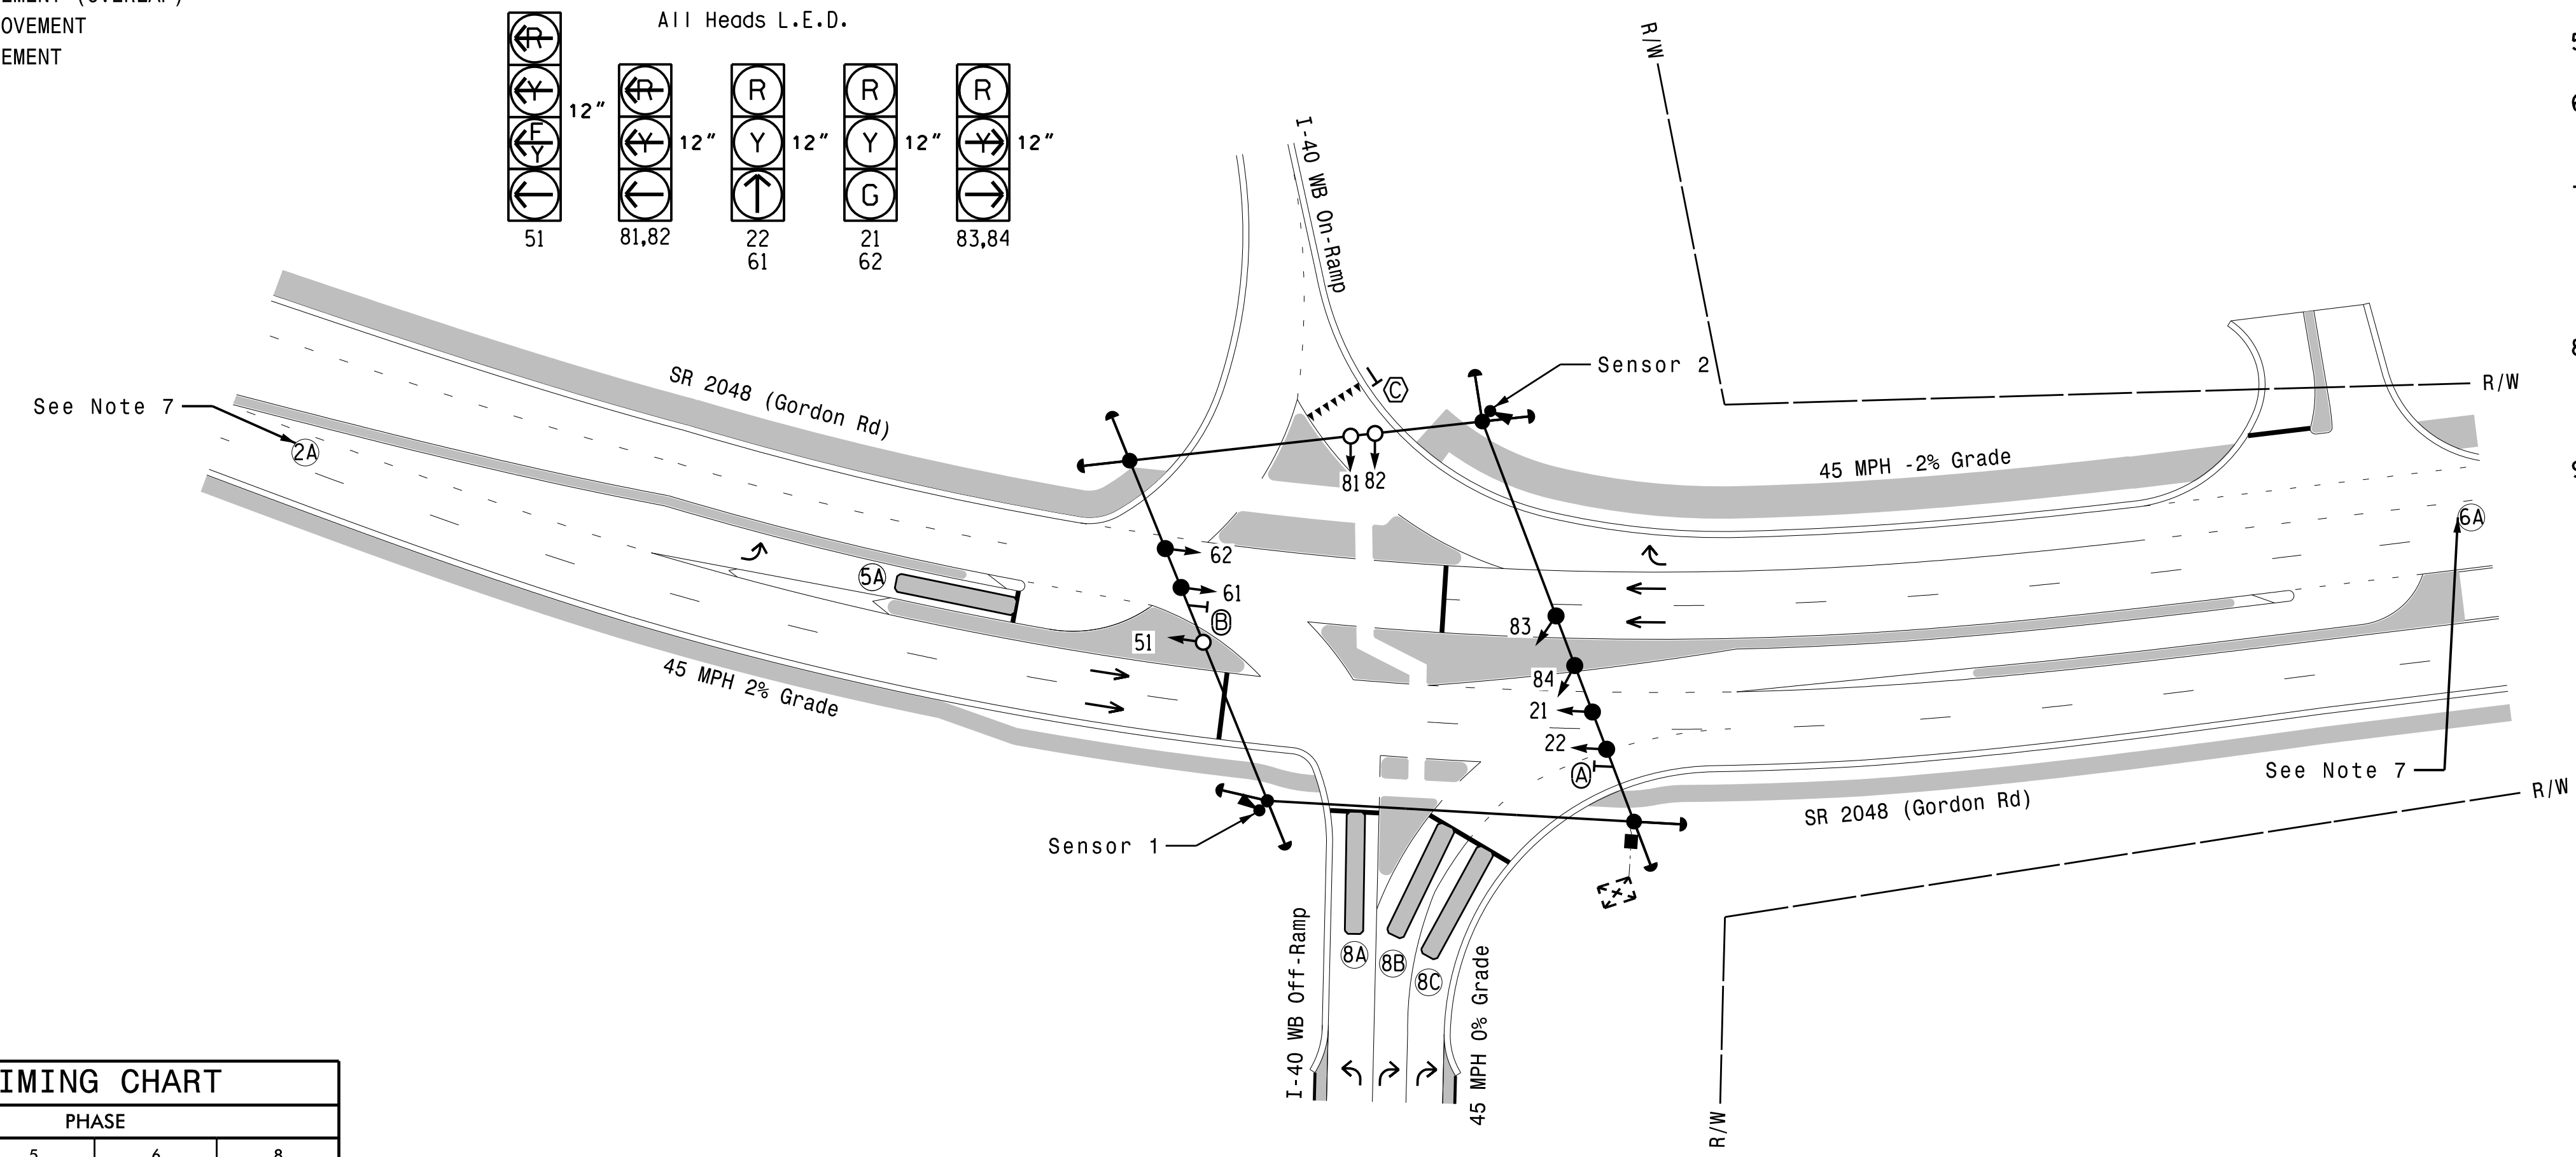 OVEMENT
EMENT
All Heads L.E.D.
R
Y
F
Y
12"
51
R
Y
12"
81,82
R
Y
12"
22
61
R
Y
G
12"
21
62
R
Y
12"
83,84
R/W
I-40 WB On-Ramp
Sensor 2
C
R/W
See Note 7
2A
SR 2048 (Gordon Rd)
45 MPH -2% Grade
81 82
6A
62
5A
61
B
51
83
84
21
22
A
45 MPH 2% Grade
See Note 7
SR 2048 (Gordon Rd)
R/W
Sensor 1
8A
8B
8C
I-40 WB Off-Ramp
45 MPH 0% Grade
R/W
IMING CHART
PHASE
5 6 8